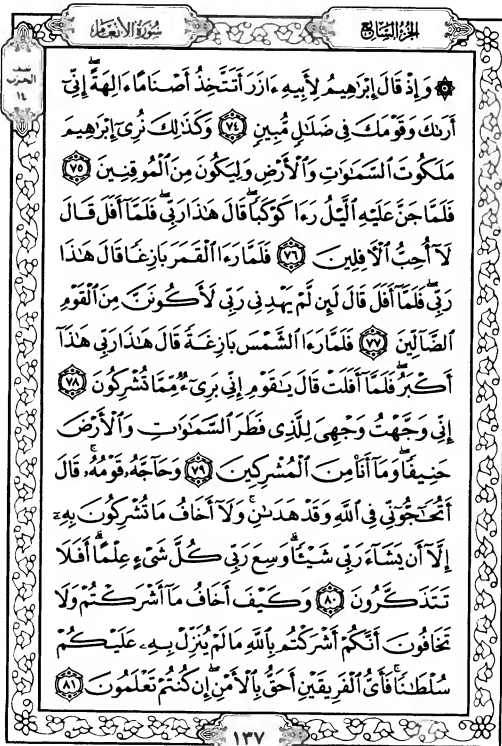 الجزء السابع
سورة الأنعام
نصف
الحزب
١٤
۞ وَإِذْ قَالَ إِبْرَٰهِيمُ لِأَبِيهِ ءَازَرَ أَتَتَّخِذُ أَصْنَامًا ءَالِهَةً ۖ إِنِّىٓ
أَرَىٰكَ وَقَوْمَكَ فِى ضَلَٰلٍ مُّبِينٍ ٧٤ وَكَذَٰلِكَ نُرِىٓ إِبْرَٰهِيمَ
مَلَكُوتَ ٱلسَّمَٰوَٰتِ وَٱلْأَرْضِ وَلِيَكُونَ مِنَ ٱلْمُوقِنِينَ ٧٥
فَلَمَّا جَنَّ عَلَيْهِ ٱلَّيْلُ رَءَا كَوْكَبًا ۖ قَالَ هَٰذَا رَبِّى ۖ فَلَمَّآ أَفَلَ قَالَ
لَآ أُحِبُّ ٱلْءَافِلِينَ ٧٦ فَلَمَّا رَءَا ٱلْقَمَرَ بَازِغًا قَالَ هَٰذَا
رَبِّى ۖ فَلَمَّآ أَفَلَ قَالَ لَئِن لَّمْ يَهْدِنِى رَبِّى لَأَكُونَنَّ مِنَ ٱلْقَوْمِ
ٱلضَّآلِّينَ ٧٧ فَلَمَّا رَءَا ٱلشَّمْسَ بَازِغَةً قَالَ هَٰذَا رَبِّى هَٰذَآ
أَكْبَرُ ۖ فَلَمَّآ أَفَلَتْ قَالَ يَٰقَوْمِ إِنِّى بَرِىٓءٌ مِّمَّا تُشْرِكُونَ ٧٨
إِنِّى وَجَّهْتُ وَجْهِىَ لِلَّذِى فَطَرَ ٱلسَّمَٰوَٰتِ وَٱلْأَرْضَ
حَنِيفًا ۖ وَمَآ أَنَا۠ مِنَ ٱلْمُشْرِكِينَ ٧٩ وَحَآجَّهُۥ قَوْمُهُۥ ۚ قَالَ
أَتُحَٰٓجُّوٓنِّى فِى ٱللَّهِ وَقَدْ هَدَىٰنِ ۚ وَلَآ أَخَافُ مَا تُشْرِكُونَ بِهِۦٓ
إِلَّآ أَن يَشَآءَ رَبِّى شَيْـًٔا ۗ وَسِعَ رَبِّى كُلَّ شَىْءٍ عِلْمًا ۗ أَفَلَا
تَتَذَكَّرُونَ ٨٠ وَكَيْفَ أَخَافُ مَآ أَشْرَكْتُمْ وَلَا
تَخَافُونَ أَنَّكُمْ أَشْرَكْتُم بِٱللَّهِ مَا لَمْ يُنَزِّلْ بِهِۦ عَلَيْكُمْ
سُلْطَٰنًا ۚ فَأَىُّ ٱلْفَرِيقَيْنِ أَحَقُّ بِٱلْأَمْنِ ۖ إِن كُنتُمْ تَعْلَمُونَ ٨١
١٣٧